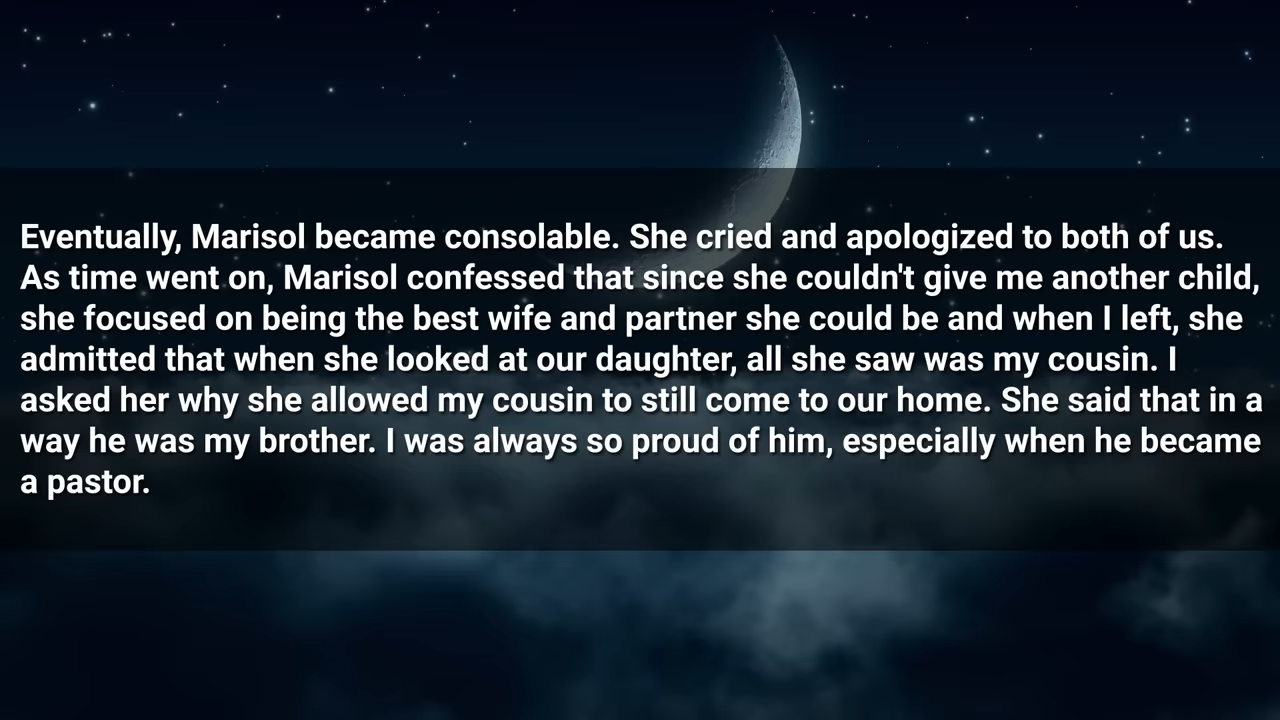 Eventually, Marisol became consolable. She cried and apologized to both of us.
As time went on, Marisol confessed that since she couldn't give me another child,
she focused on being the best wife and partner she could be and when I left, she
admitted that when she looked at our daughter, all she saw was my cousin. I
asked her why she allowed my cousin to still come to our home. She said that in a
way he was my brother. I was always so proud of him, especially when he became
a pastor.